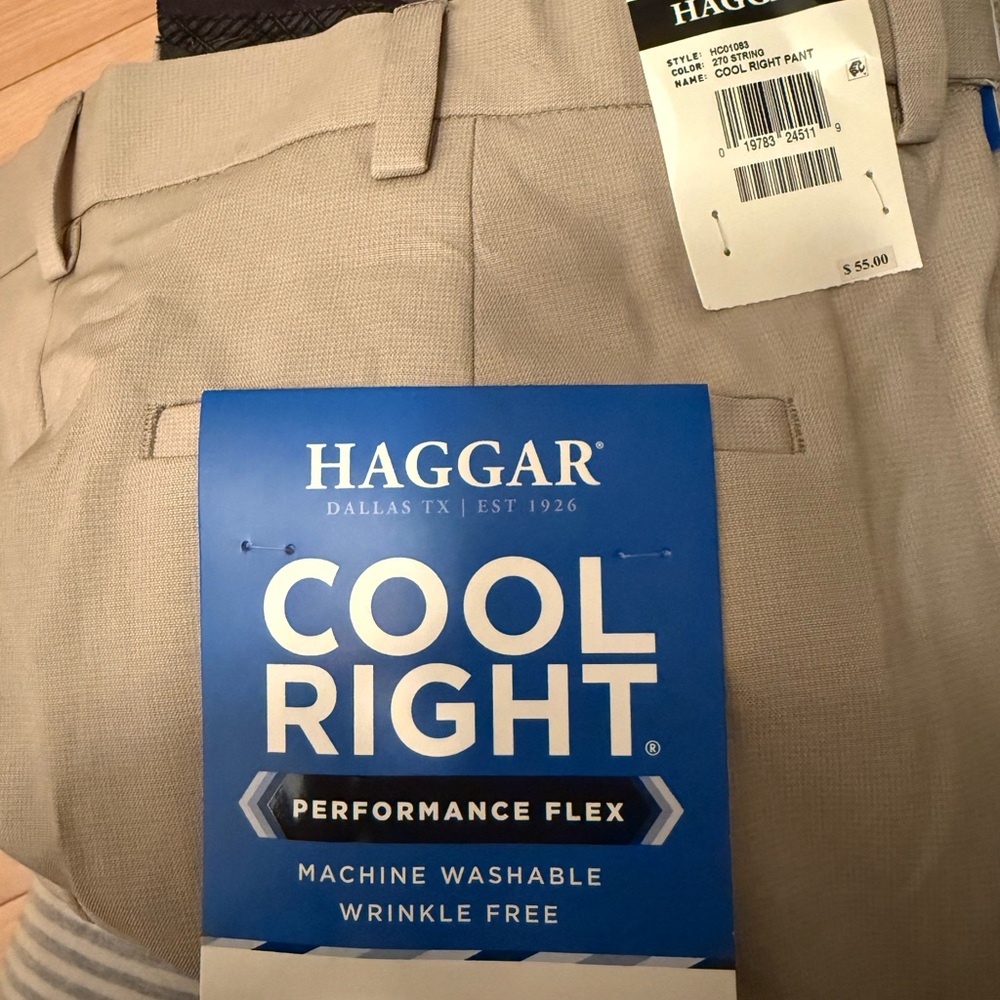 HAGGAR
STYLE: HC01083
COLOR: 270 STRING
NAME: COOL RIGHT PANT
0 19783 24511 9
$ 55.00
HAGGAR®
DALLAS TX | EST 1926
COOL
RIGHT®
PERFORMANCE FLEX
MACHINE WASHABLE
WRINKLE FREE